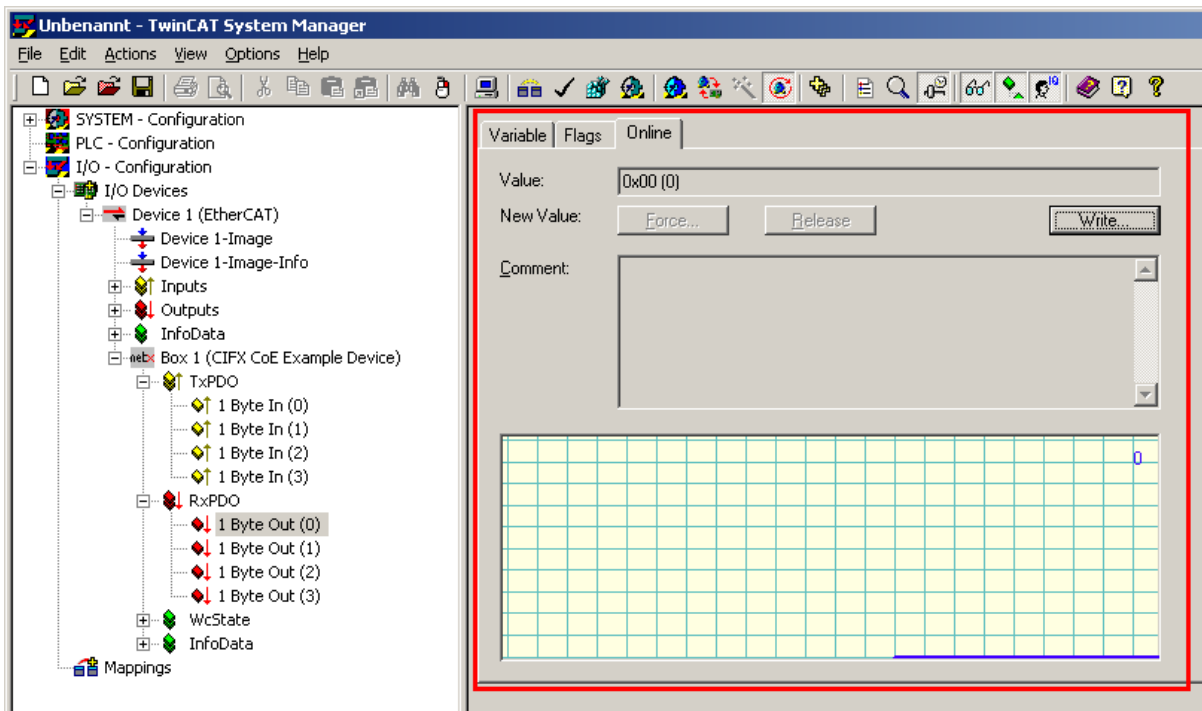 Unbenannt - TwinCAT System Manager
File Edit Actions View Options Help
SYSTEM - Configuration
PLC - Configuration
I/O - Configuration
I/O Devices
Device 1 (EtherCAT)
Device 1-Image
Device 1-Image-Info
Inputs
Outputs
InfoData
netx Box 1 (CIFX CoE Example Device)
TxPDO
1 Byte In (0)
1 Byte In (1)
1 Byte In (2)
1 Byte In (3)
RxPDO
1 Byte Out (0)
1 Byte Out (1)
1 Byte Out (2)
1 Byte Out (3)
WcState
InfoData
Mappings
Variable Flags Online
Value: 0x00 (0)
New Value: Force... Release Write...
Comment:
0